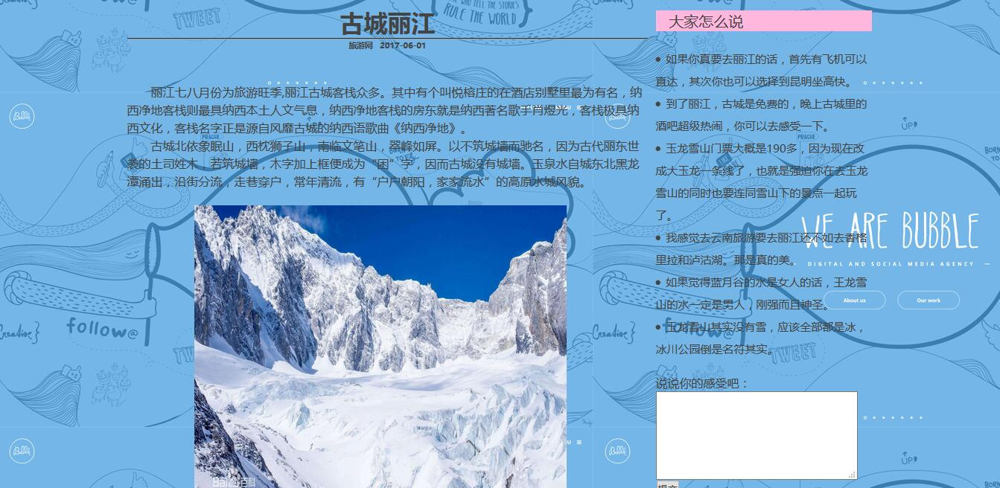 古城丽江
旅游网 2017-06-01
丽江七八月份为旅游旺季,丽江古城客栈众多。其中有个叫悦榕庄的在酒店别墅里最为有名，纳
西净地客栈则最具纳西本土人文气息，纳西净地客栈的房东就是纳西著名歌手肖煜光，客栈极具纳
西文化，客栈名字正是源自风靡古城的纳西语歌曲《纳西净地》。
古城北依象眠山，西枕狮子山，南临文笔山，翠峰如屏。以不筑城墙而驰名，因为古代丽东世
袭的土司姓木，若筑城墙，木字加上框便成为“困”字，因而古城没有城墙。玉泉水自城东北黑龙
潭涌出，沿街分流，走巷穿户，常年清流，有“户户朝阳，家家流水”的高原水城风貌。
Bai百科
大家怎么说
● 如果你真要去丽江的话，首先有飞机可以
直达，其次你也可以选择到昆明坐高快。
● 到了丽江，古城是免费的，晚上古城里的
酒吧超级热闹，你可以去感受一下。
● 玉龙雪山门票大概是190多，因为现在改
成大玉龙一条线了，也就是强迫你在去玉龙
雪山的同时也要连同雪山下的景点一起玩
了。
● 我感觉去云南旅游要去丽江还不如去香格
里拉和泸沽湖。那是真的美。
● 如果觉得蓝月谷的水是女人的话，王龙雪
山的水一定是男人，刚强而且神圣。
● 玉龙雪山其实没有雪，应该全部都是冰，
冰川公园倒是名符其实。
说说你的感受吧：
提交
TWEET
RULE THE WORLD
Bubble
PRAGUE
UP
WE ARE BUBBLE
DIGITAL AND SOCIAL MEDIA AGENCY
About us
Our work
follow@
Creative}
TWEET
Bubble
UP